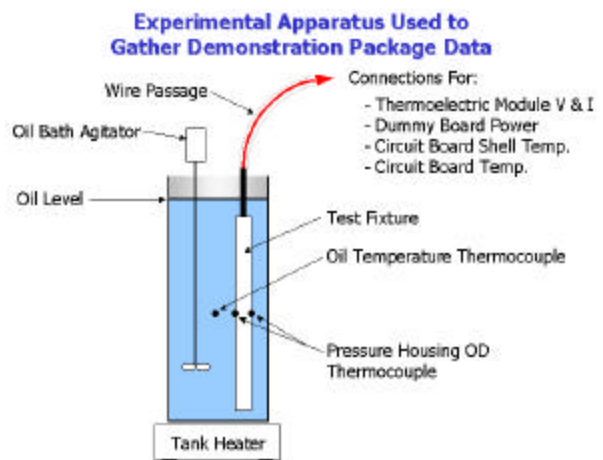 Experimental Apparatus Used to
Gather Demonstration Package Data
Connections For:
- Thermoelectric Module V & I
- Dummy Board Power
- Circuit Board Shell Temp.
- Circuit Board Temp.
Wire Passage
Oil Bath Agitator
Oil Level
Test Fixture
Oil Temperature Thermocouple
Pressure Housing OD
Thermocouple
Tank Heater